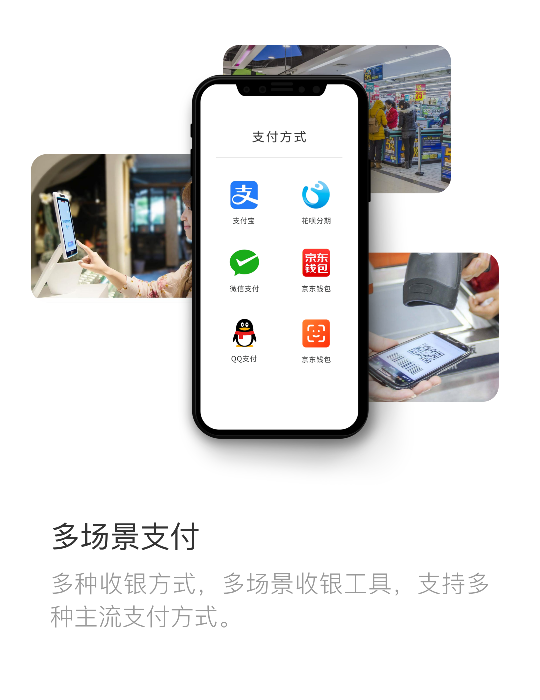 支付方式
支 支付宝
花呗分期
微信支付
京东钱包
京东钱包
QQ支付
京东钱包
多场景支付
多种收银方式，多场景收银工具，支持多
种主流支付方式。